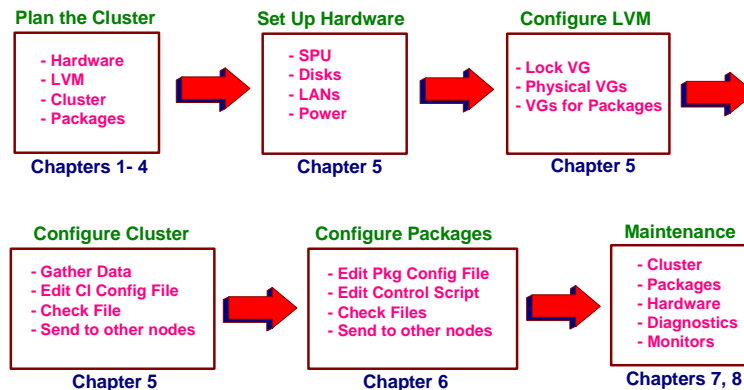 Plan the Cluster
- Hardware
- LVM
- Cluster
- Packages
Chapters 1- 4
Set Up Hardware
- SPU
- Disks
- LANs
- Power
Chapter 5
Configure LVM
- Lock VG
- Physical VGs
- VGs for Packages
Chapter 5
Configure Cluster
- Gather Data
- Edit Cl Config File
- Check File
- Send to other nodes
Chapter 5
Configure Packages
- Edit Pkg Config File
- Edit Control Script
- Check Files
- Send to other nodes
Chapter 6
Maintenance
- Cluster
- Packages
- Hardware
- Diagnostics
- Monitors
Chapters 7, 8